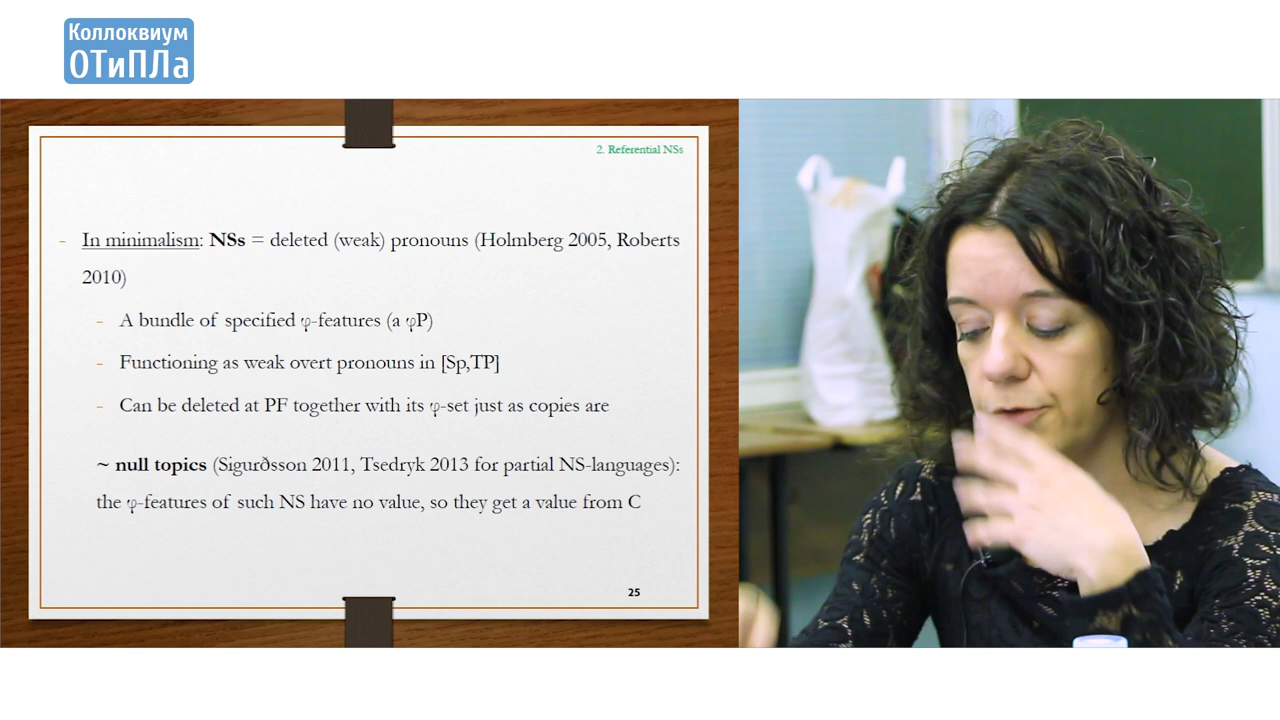 Коллоквиум
ОТиПЛа
2. Referential NSs
- In minimalism: NSs = deleted (weak) pronouns (Holmberg 2005, Roberts
2010)
- A bundle of specified φ-features (a φP)
- Functioning as weak overt pronouns in [Sp,TP]
- Can be deleted at PF together with its φ-set just as copies are
~ null topics (Sigurðsson 2011, Tsedryk 2013 for partial NS-languages):
the φ-features of such NS have no value, so they get a value from C
25